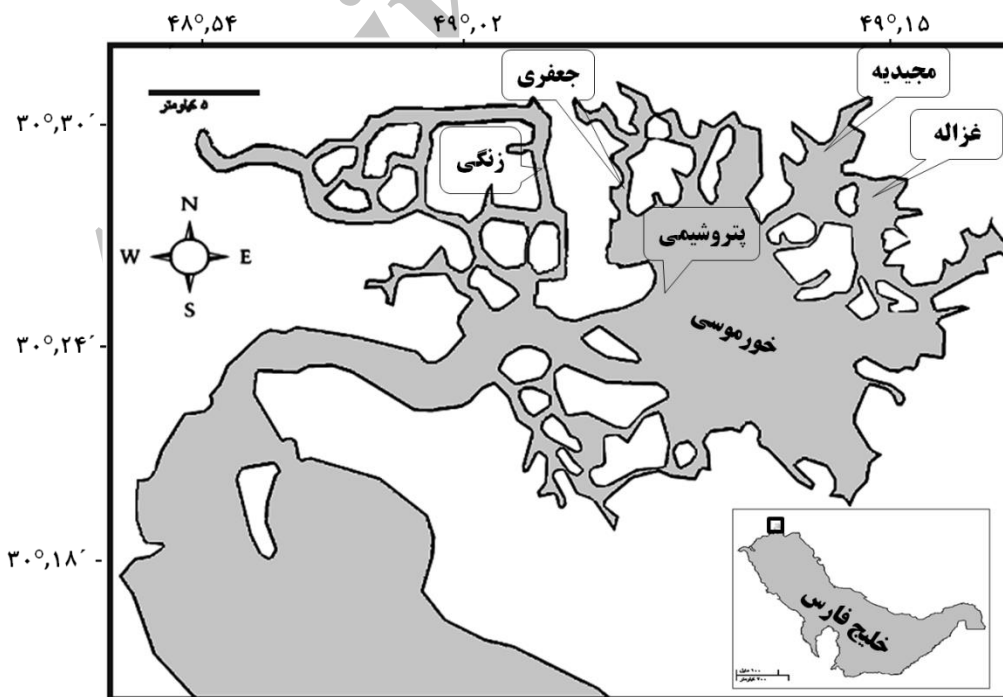 ۴۸°,۵۴
۴۹°,۰۲
۴۹°,۱۵
جعفری
مجیدیه
۵ کیلومتر
۳۰°,۳۰´
غزاله
زنگی
N
پتروشیمی
W
E
S
خورموسی
۳۰°,۲۴´
۳۰°,۱۸´
خلیج فارس